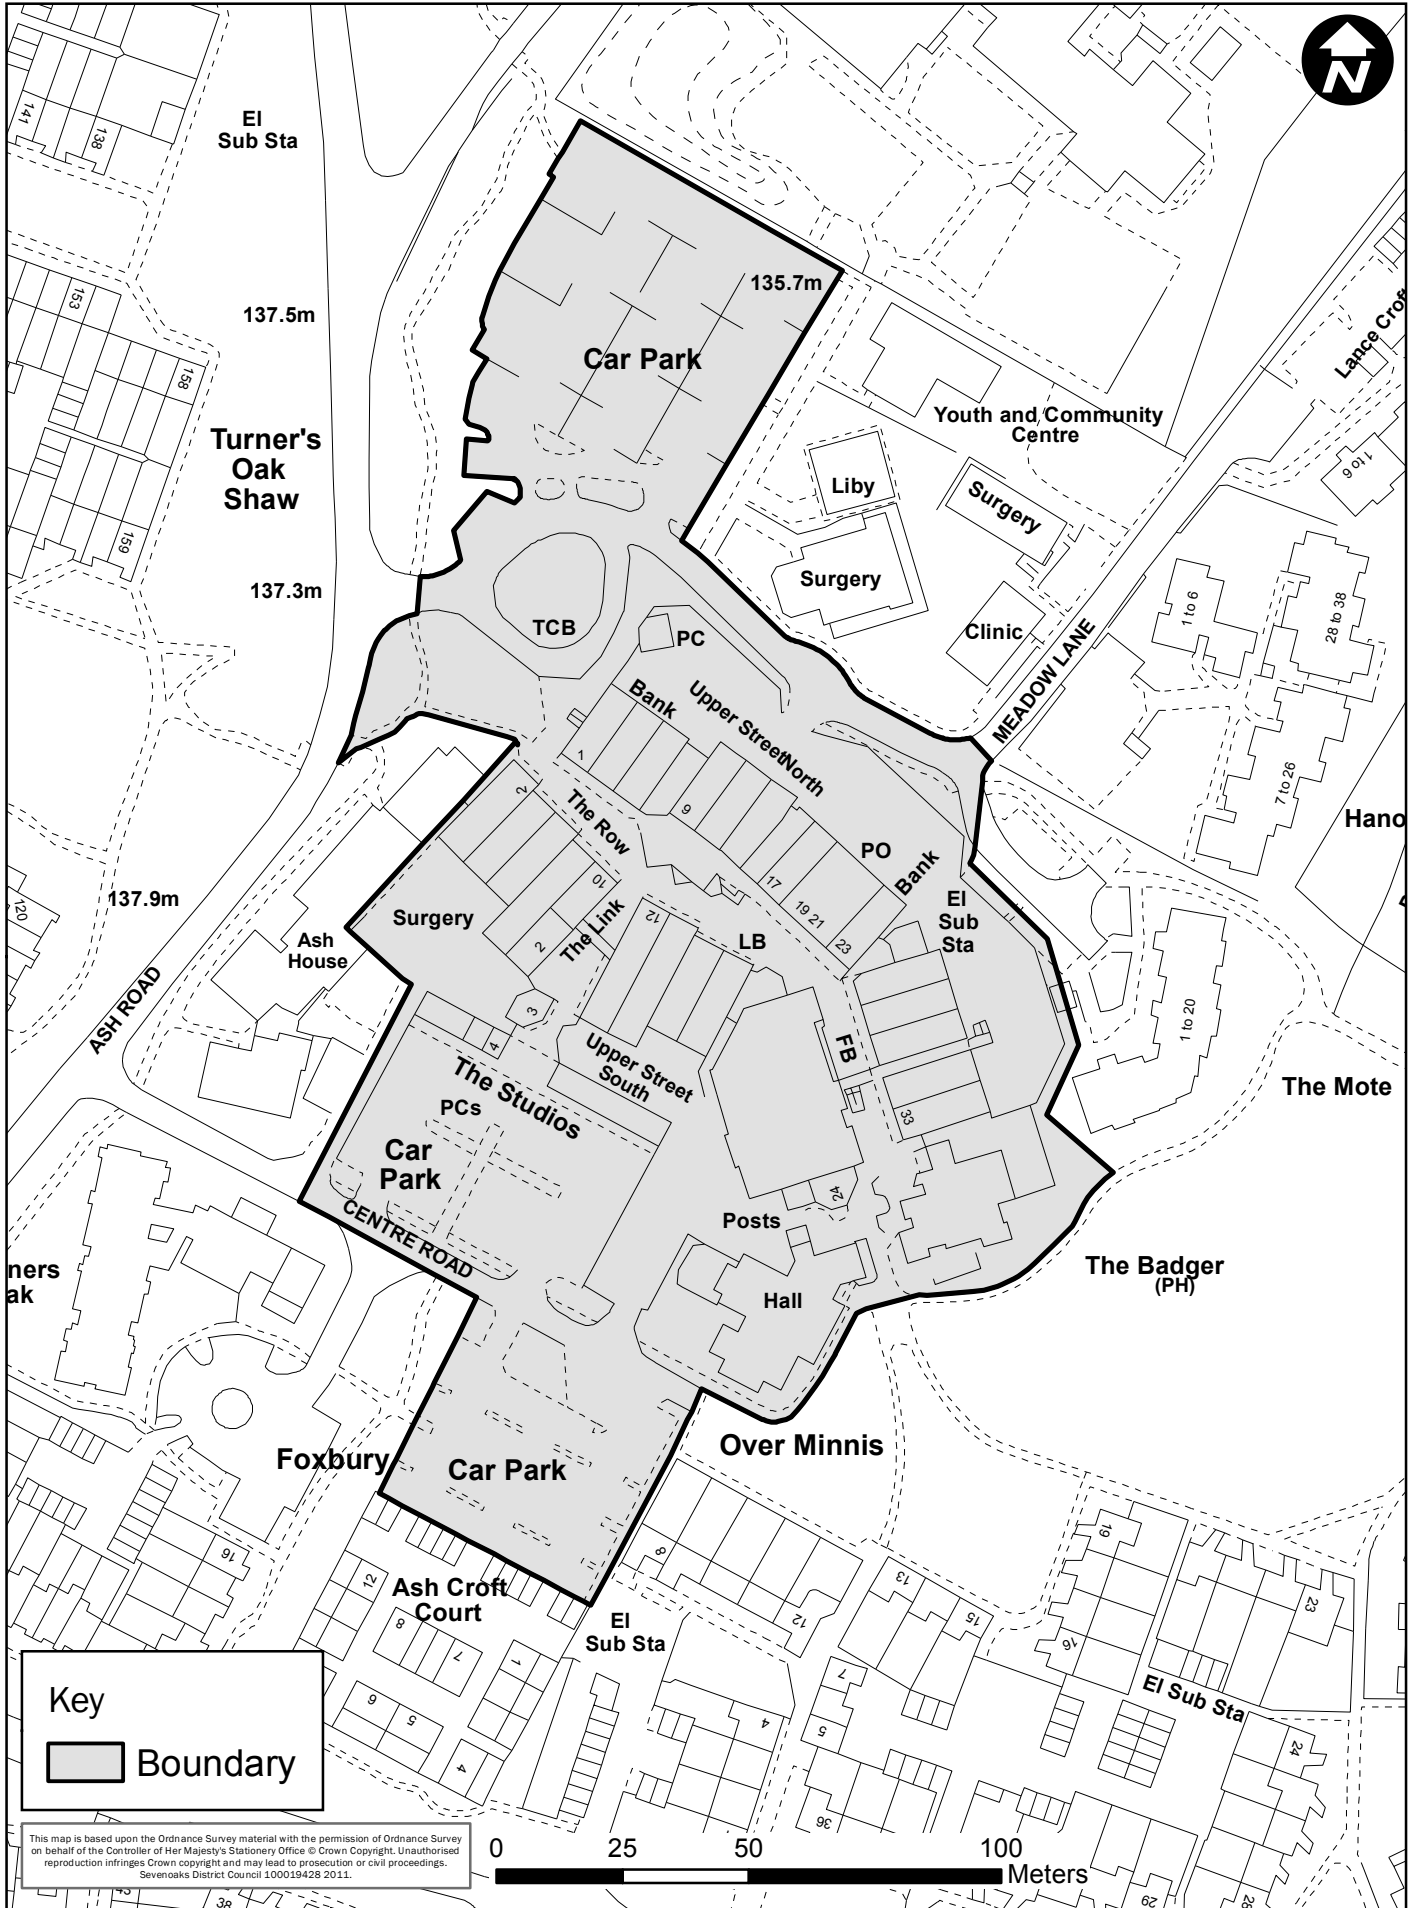 N
141
138
El
Sub Sta
135.7m
153
137.5m
Car Park
Lance Crof
158
Youth and Community
Centre
Turner's
Oak
Shaw
1 to 6
Liby
Surgery
159
Surgery
137.3m
1 to 6
28 to 38
TCB
PC
Clinic
MEADOW LANE
Bank
Upper Street North
1
7 to 26
2
The Row
9
Hano
PO
Bank
17
10
137.9m
120
El
Sub
Sta
19 21
Surgery
12
The Link
2
LB
23
Ash
House
ASH ROAD
3
1 to 20
4
FB
Upper Street
South
The Studios
The Mote
PCs
33
Car
Park
24
CENTRE ROAD
Posts
ners
ak
The Badger
(PH)
Hall
Over Minnis
Foxbury
Car Park
19
16
8
12
13
Ash Croft
Court
23
15
12
El
Sub Sta
8
7
1
16
7
El Sub Sta
6
5
4
5
24
4
Key
Boundary
36
This map is based upon the Ordnance Survey material with the permission of Ordnance Survey
on behalf of the Controller of Her Majesty's Stationery Office © Crown Copyright. Unauthorised
reproduction infringes Crown copyright and may lead to prosecution or civil proceedings.
Sevenoaks District Council 100019428 2011.
0 25 50 100
Meters
38
29